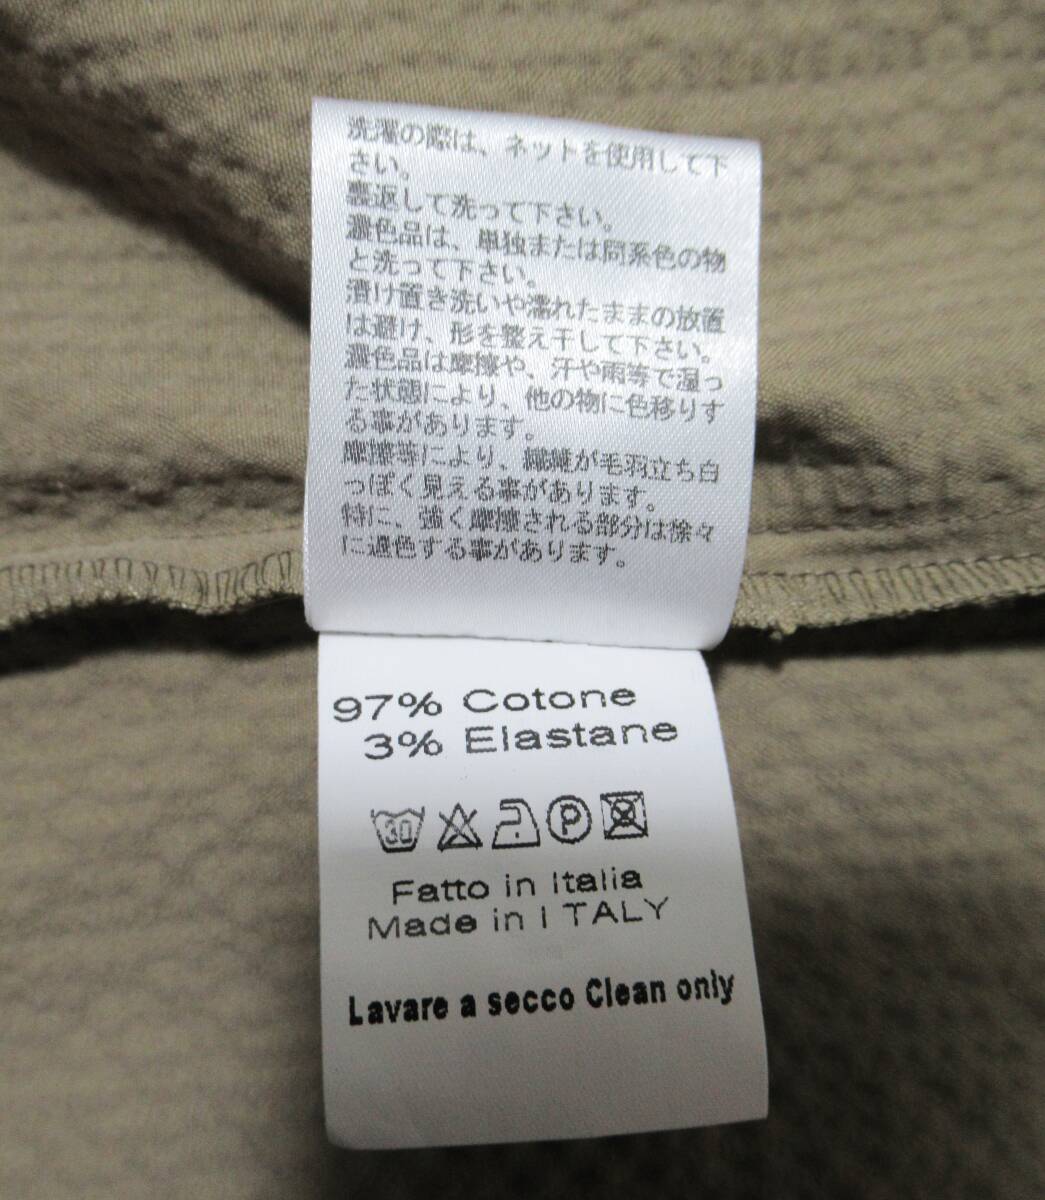 洗濯の際は、ネットを使用して下
さい。
裏返して洗って下さい。
濃色品は、単独または同系色の物
と洗って下さい。
漬け置き洗いや濡れたままの放置
は避け、形を整え干して下さい。
濃色品は摩擦や、汗や雨等で湿っ
た状態により、他の物に色移りす
る事があります。
摩擦等により、繊維が毛羽立ち白
っぽく見える事があります。
特に、強く摩擦される部分は徐々
に退色する事があります。
97% Cotone
3% Elastane
30 P
Fatto in Italia
Made in I TALY
Lavare a secco Clean only